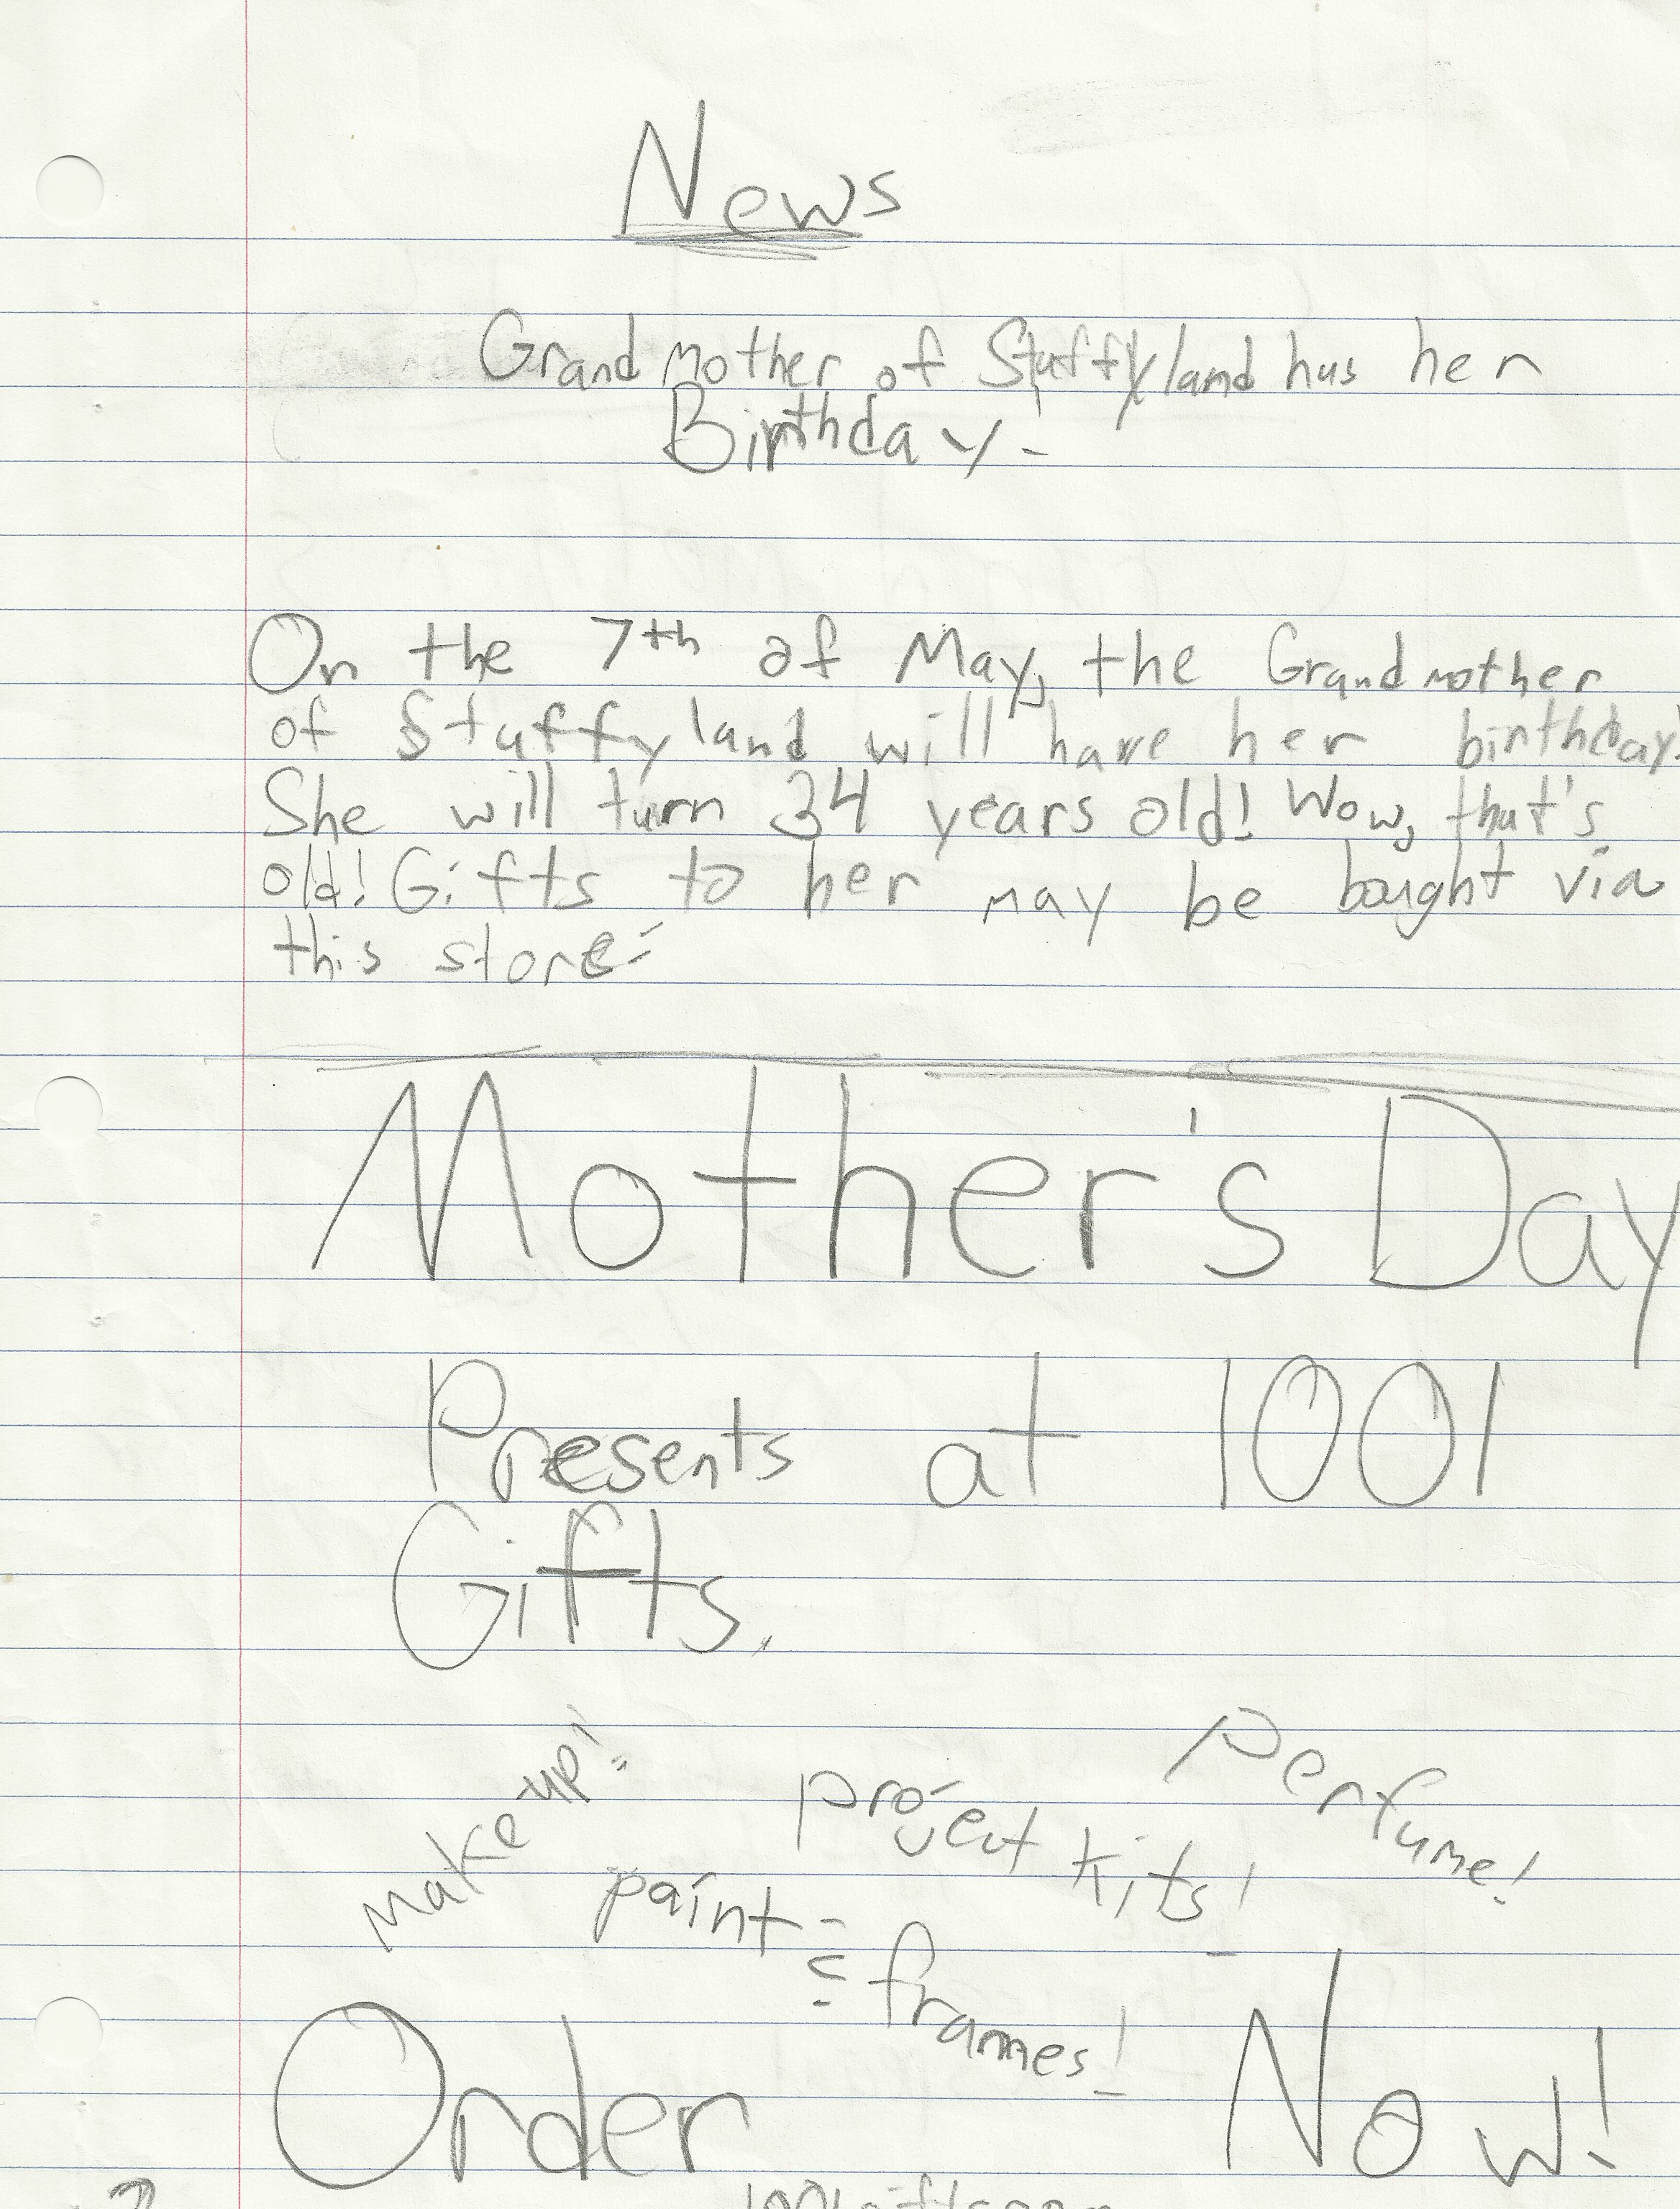 News
Grandmother of Stuffyland has her
Birthday!
On the 7th of May, the Grandmother
of Stuffyland will have her birthday!
She will turn 34 years old! Wow, that's
old! Gifts to her may be bought via
this store:
Mother's Day
Presents at 1001
Gifts.
Make-up!
project kits!
Perfume!
paint
frames!
Order Now!